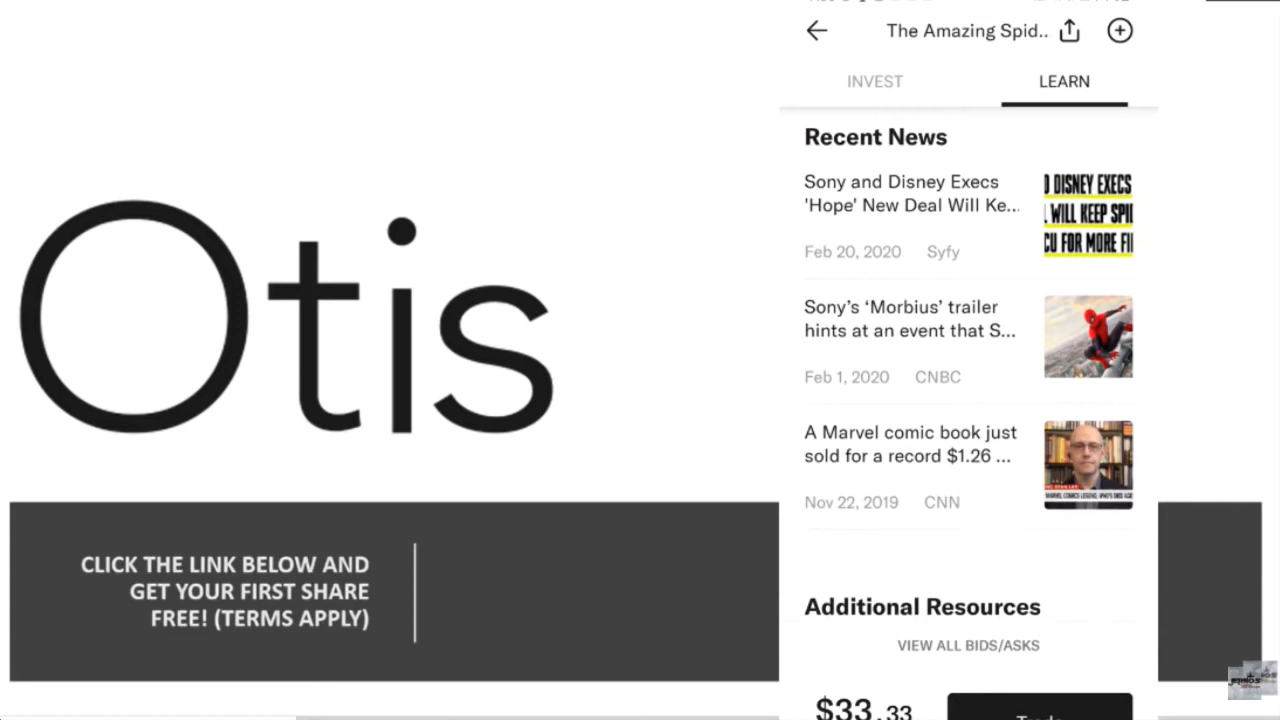 The Amazing Spid..
INVEST
LEARN
Recent News
Sony and Disney Execs
'Hope' New Deal Will Ke...
Feb 20, 2020 Syfy
D DISNEY EXECS
L WILL KEEP SPI
CU FOR MORE FI
Sony’s ‘Morbius’ trailer
hints at an event that S...
Feb 1, 2020 CNBC
A Marvel comic book just
sold for a record $1.26 ...
Nov 22, 2019 CNN
Additional Resources
VIEW ALL BIDS/ASKS
$33.33
Trade
Otis
CLICK THE LINK BELOW AND
GET YOUR FIRST SHARE
FREE! (TERMS APPLY)